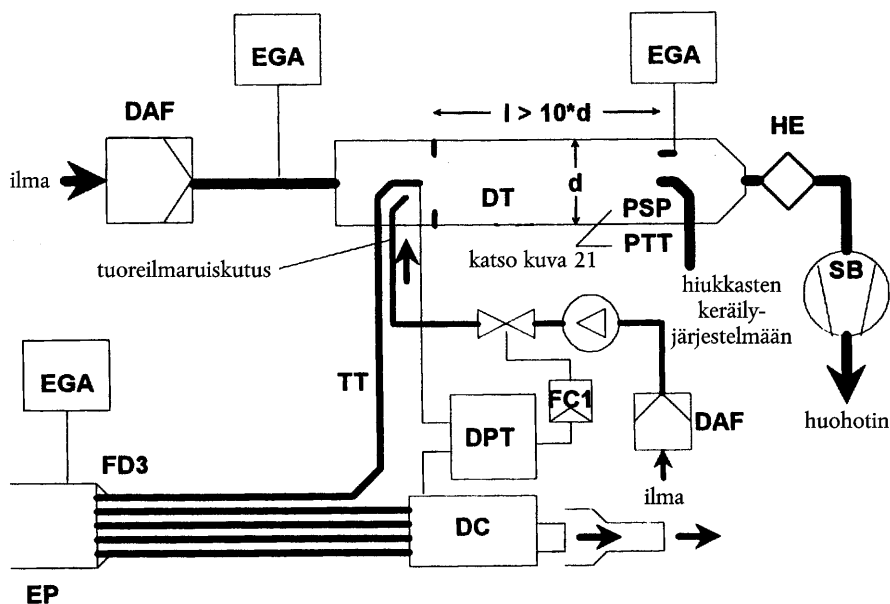 EGA
EGA
DAF
l > 10*d
HE
ilma
d
DT
PSP
PTT
SB
tuoreilmaruiskutus
katso kuva 21
hiukkasten
keräily-
järjestelmään
EGA
TT
FC1
DAF
huohotin
DPT
FD3
ilma
DC
EP